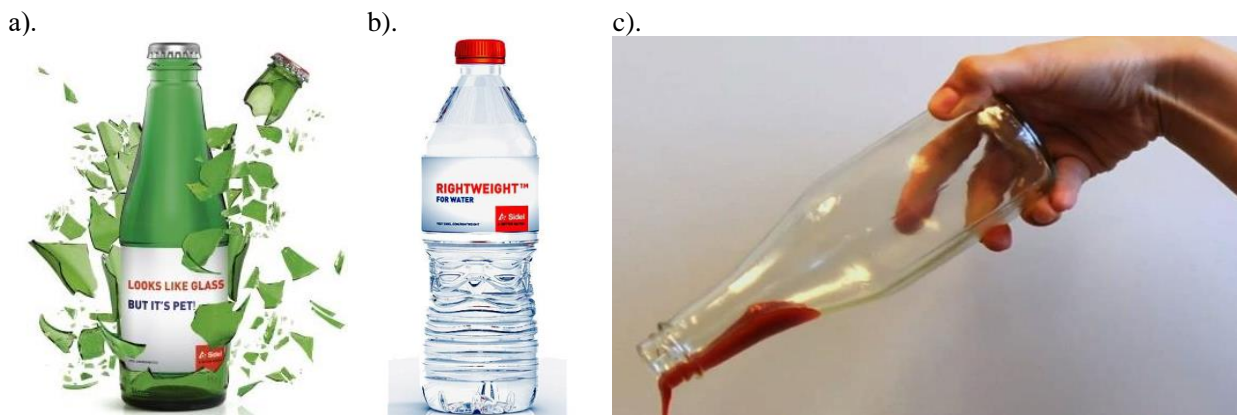 a).
b).
c).
LOOKS LIKE GLASS
BUT IT'S PET!
Sidel
RIGHTWEIGHT™
FOR WATER
Sidel